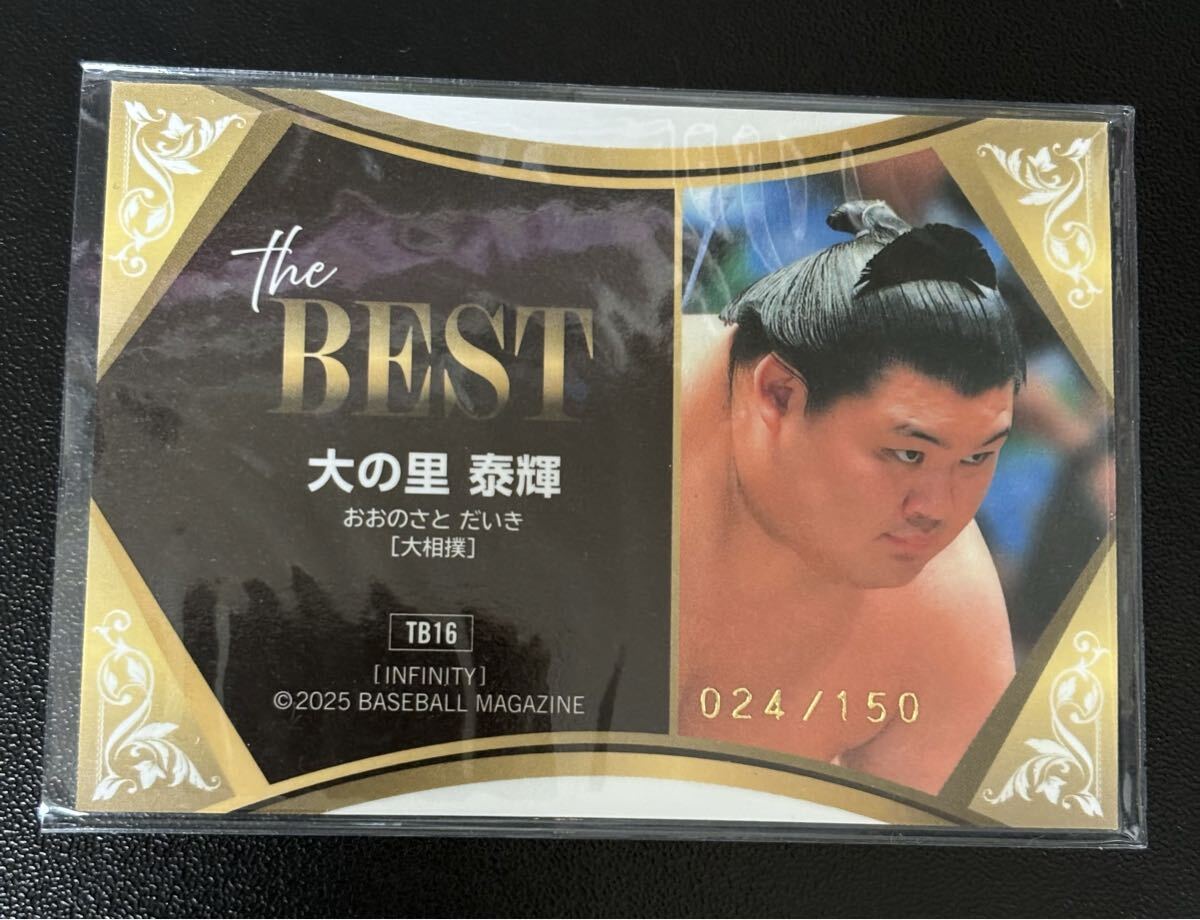 the
BEST
大の里 泰輝
おおのさと だいき
[大相撲]
TB16
[INFINITY]
©2025 BASEBALL MAGAZINE
024/150